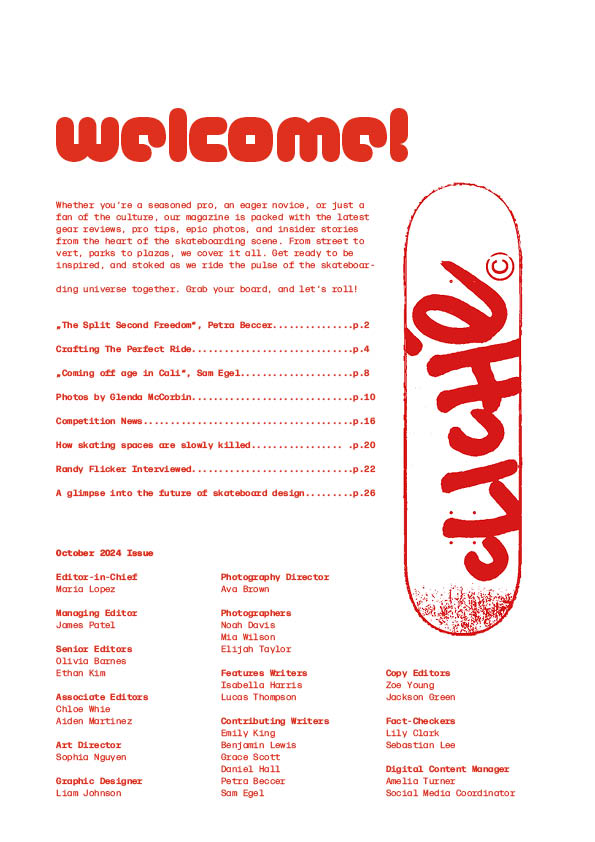 welcome!
Whether you're a seasoned pro, an eager novice, or just a
fan of the culture, our magazine is packed with the latest
gear reviews, pro tips, epic photos, and insider stories
from the heart of the skateboarding scene. From street to
vert, parks to plazas, we cover it all. Get ready to be
inspired, and stoked as we ride the pulse of the skateboar-
ding universe together. Grab your board, and let's roll!
„The Split Second Freedom“, Petra Beccer..............p.2
Crafting The Perfect Ride............................p.4
„Coming off age in Cali“, Sam Egel...................p.8
Photos by Glenda McCorbin............................p.10
Competition News.....................................p.16
How skating spaces are slowly killed............... .p.20
Randy Flicker Interviewed............................p.22
A glimpse into the future of skateboard design........p.26
CLICHÉ ©
October 2024 Issue
Editor-in-Chief
Maria Lopez
Managing Editor
James Patel
Senior Editors
Olivia Barnes
Ethan Kim
Associate Editors
Chloe Whie
Aiden Martinez
Art Director
Sophia Nguyen
Graphic Designer
Liam Johnson
Photography Director
Ava Brown
Photographers
Noah Davis
Mia Wilson
Elijah Taylor
Features Writers
Isabella Harris
Lucas Thompson
Contributing Writers
Emily King
Benjamin Lewis
Grace Scott
Daniel Hall
Petra Beccer
Sam Egel
Copy Editors
Zoe Young
Jackson Green
Fact-Checkers
Lily Clark
Sebastian Lee
Digital Content Manager
Amelia Turner
Social Media Coordinator